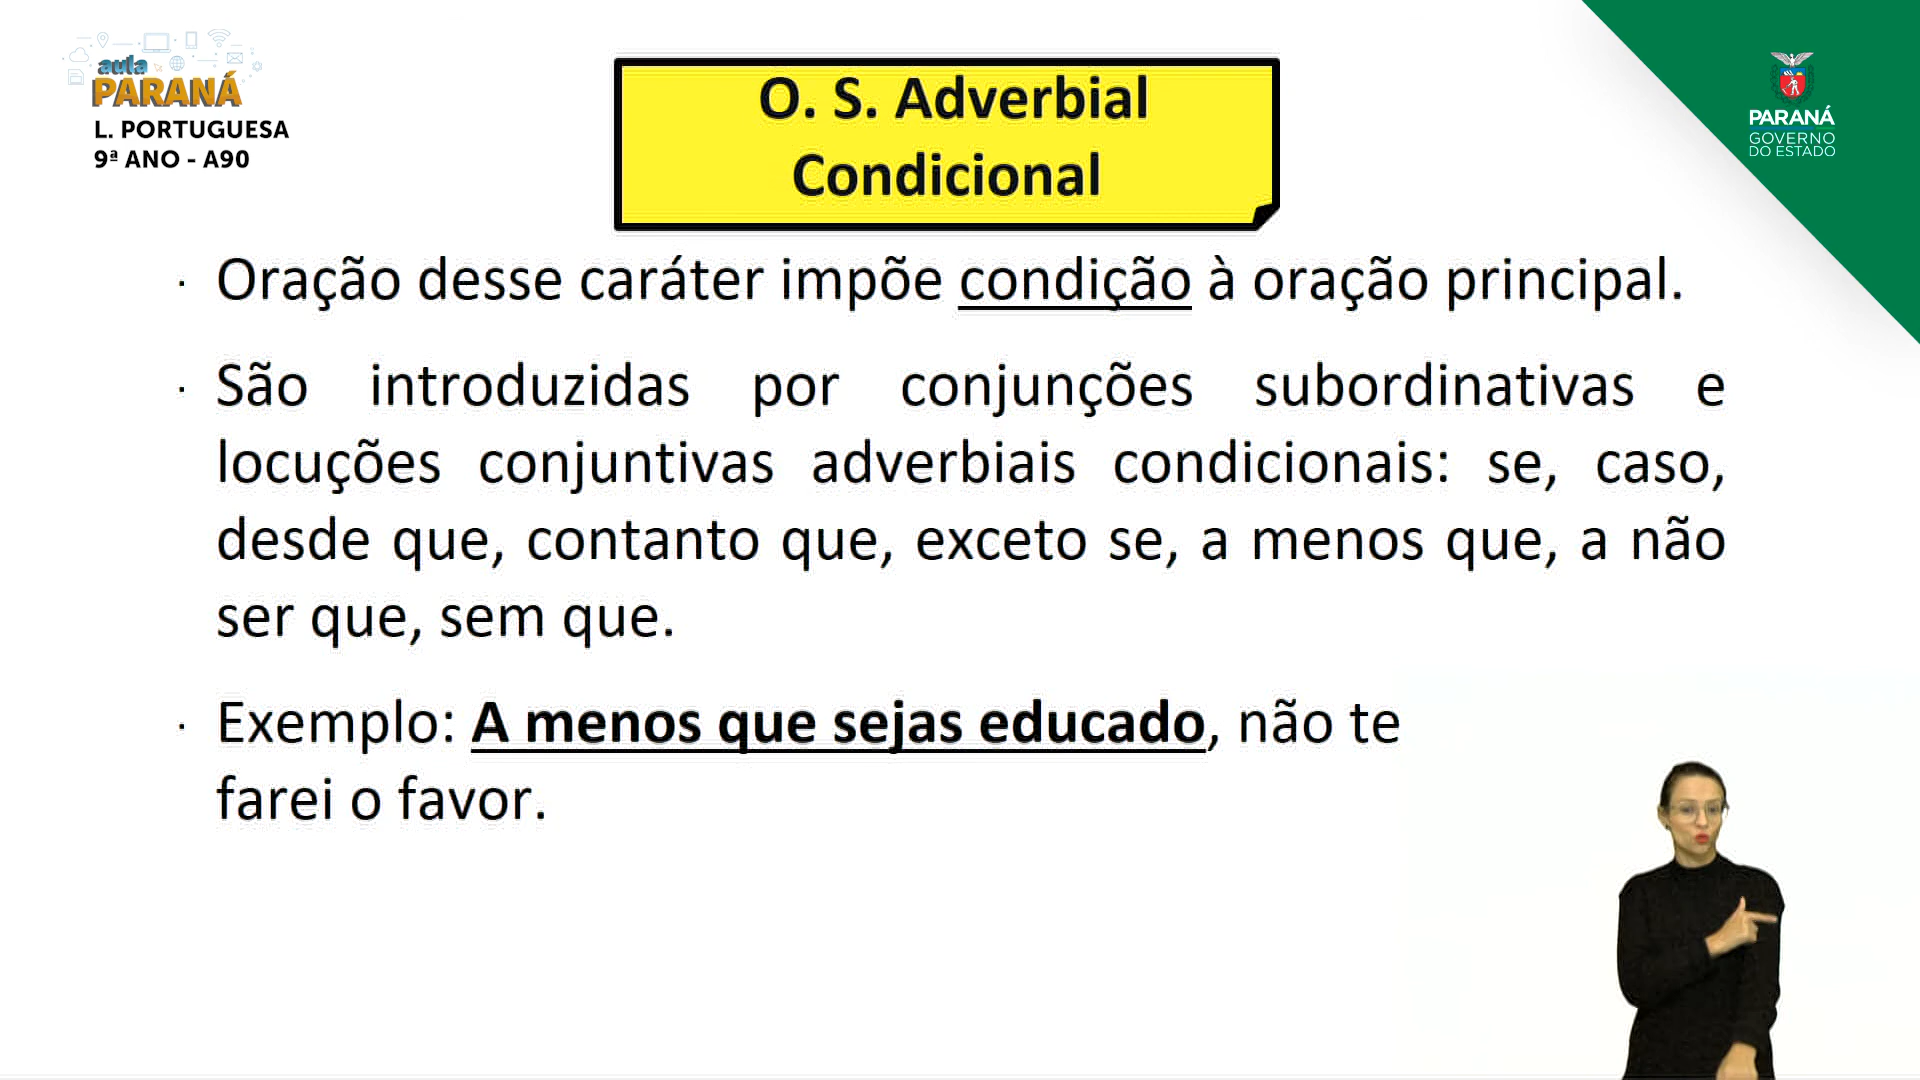 aula
PARANÁ
L. PORTUGUESA
9ª ANO - A90
O. S. Adverbial
Condicional
PARANÁ
GOVERNO
DO ESTADO
· Oração desse caráter impõe condição à oração principal.
· São introduzidas por conjunções subordinativas e
locuções conjuntivas adverbiais condicionais: se, caso,
desde que, contanto que, exceto se, a menos que, a não
ser que, sem que.
· Exemplo: A menos que sejas educado, não te
farei o favor.